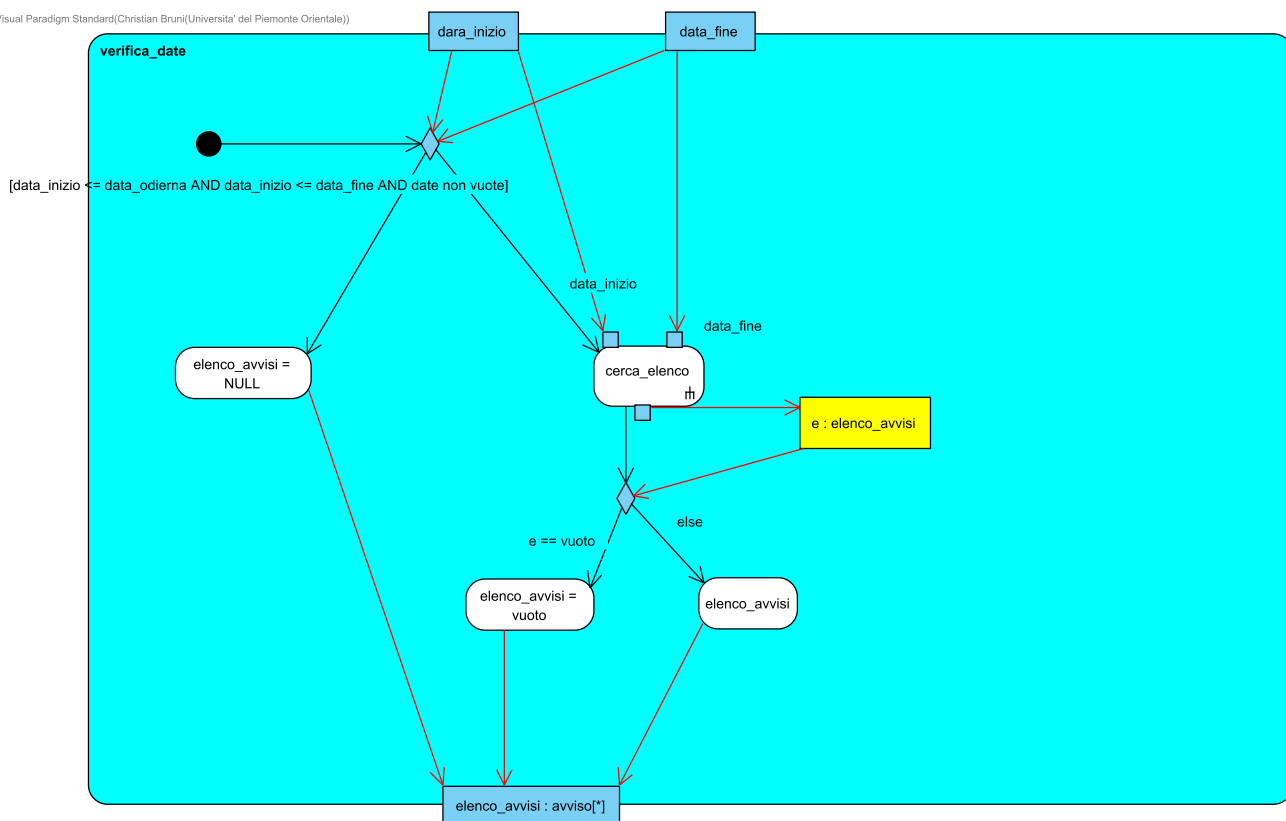 Visual Paradigm Standard(Christian Bruni(Universita' del Piemonte Orientale))
dara_inizio
data_fine
verifica_date
[data_inizio <= data_odierna AND data_inizio <= data_fine AND date non vuote]
data_inizio
data_fine
elenco_avvisi =
NULL
cerca_elenco
e : elenco_avvisi
else
e == vuoto
elenco_avvisi =
vuoto
elenco_avvisi
elenco_avvisi : avviso[*]